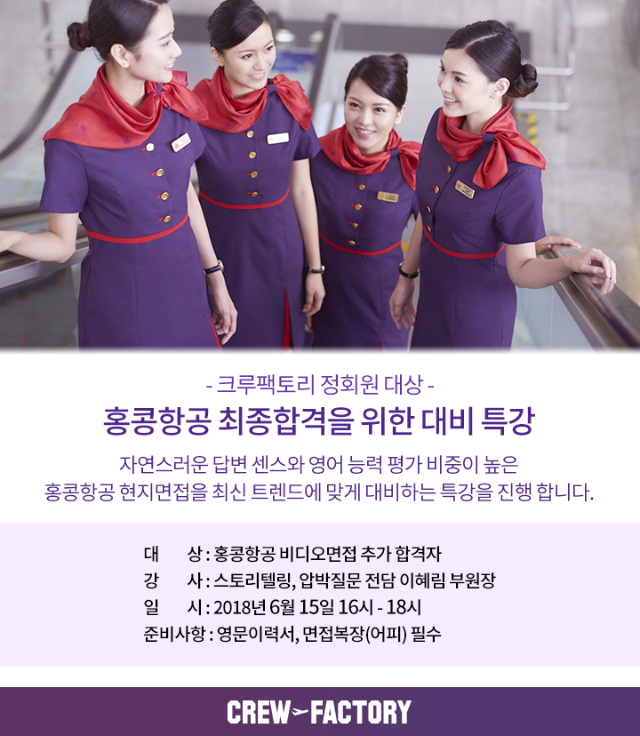 - 크루팩토리 정회원 대상 -
홍콩항공 최종합격을 위한 대비 특강
자연스러운 답변 센스와 영어 능력 평가 비중이 높은
홍콩항공 현지면접을 최신 트렌드에 맞게 대비하는 특강을 진행 합니다.
대 상 : 홍콩항공 비디오면접 추가 합격자
강 사 : 스토리텔링, 압박질문 전담 이혜림 부원장
일 시 : 2018년 6월 15일 16시 - 18시
준비사항 : 영문이력서, 면접복장(어피) 필수
CREW FACTORY